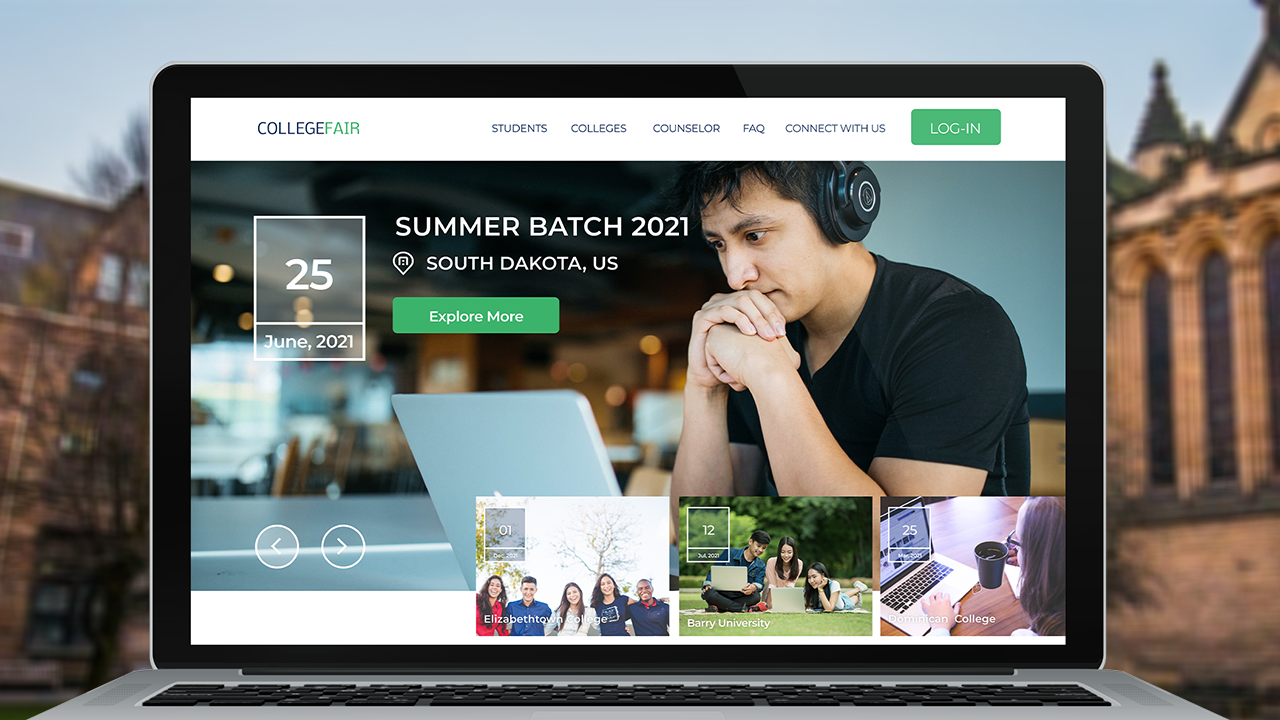 COLLEGEFAIR
STUDENTS COLLEGES COUNSELOR FAQ CONNECT WITH US LOG-IN
25
June, 2021
SUMMER BATCH 2021
SOUTH DAKOTA, US
Explore More
01
Dec, 2021
Elizabethtown College
12
Jul, 2021
Barry University
25
Mar, 2021
Dominican College